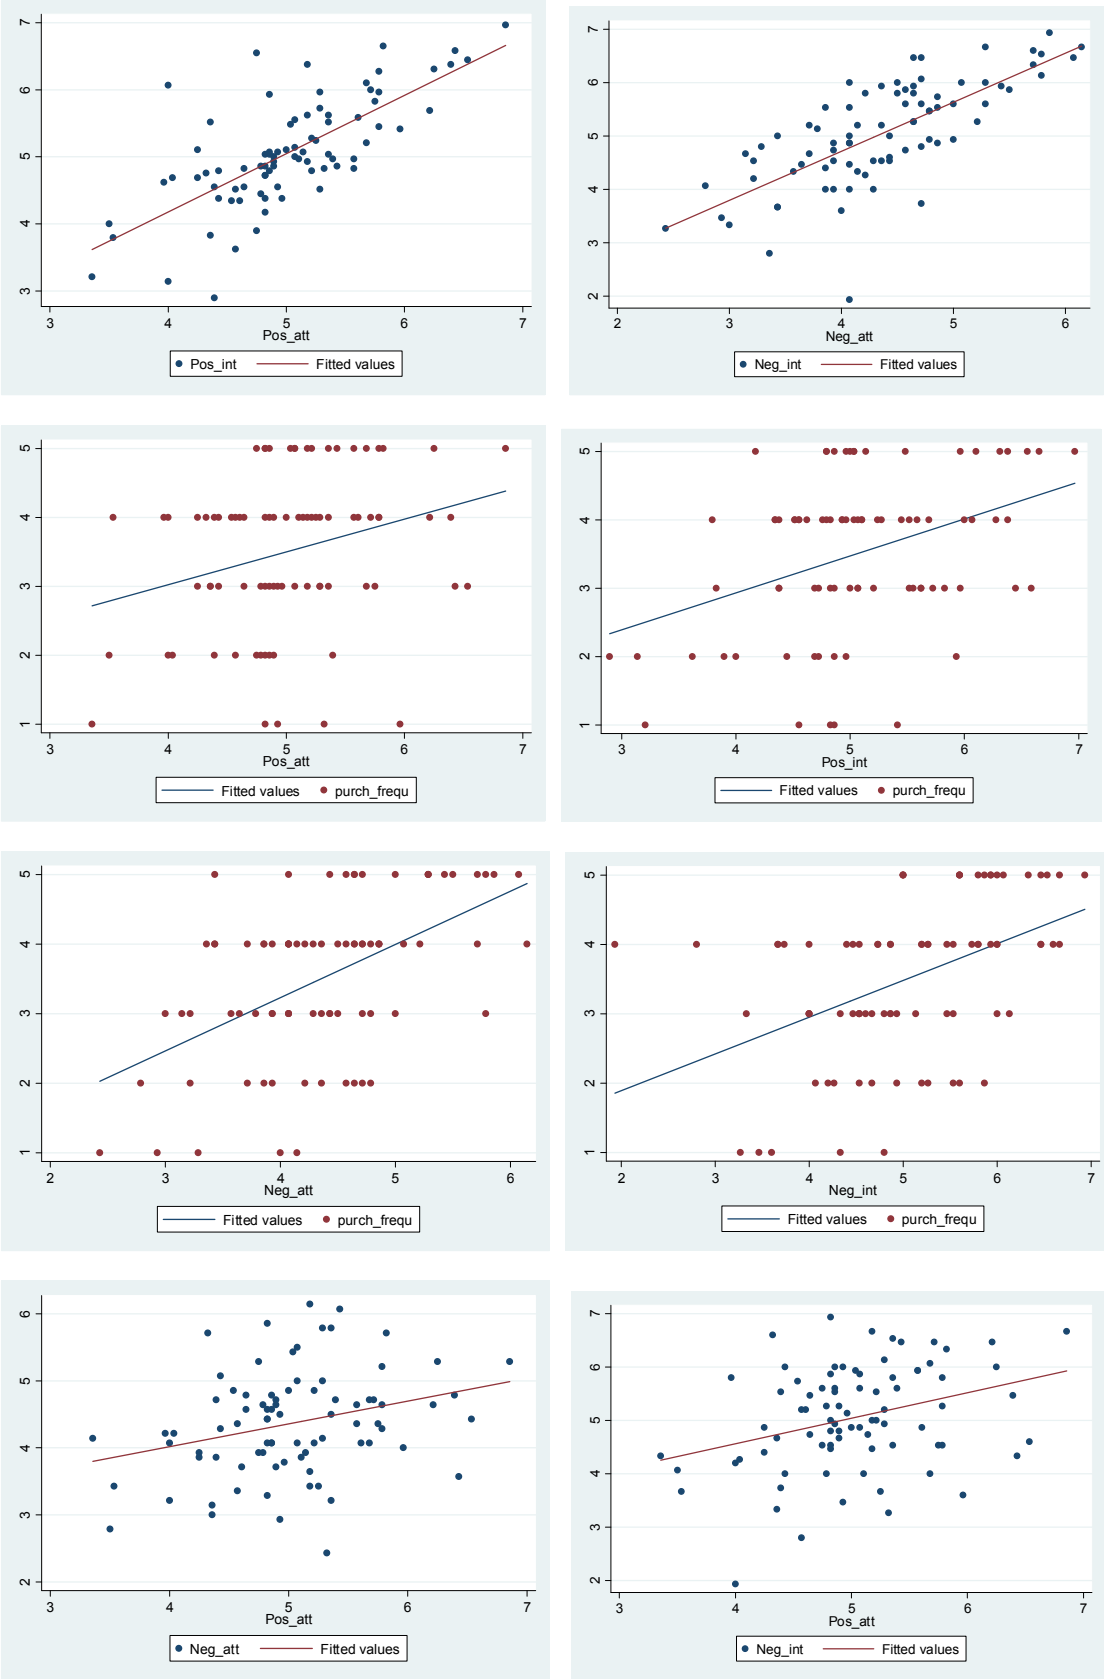 7
6
5
4
3
3 4 5 6 7
Pos_att
Pos_int Fitted values
7
6
5
4
3
2
2 3 4 5 6
Neg_att
Neg_int Fitted values
5
4
3
2
1
3 4 5 6 7
Pos_att
Fitted values purch_frequ
5
4
3
2
1
3 4 5 6 7
Pos_int
Fitted values purch_frequ
5
4
3
2
1
2 3 4 5 6
Neg_att
Fitted values purch_frequ
5
4
3
2
1
2 3 4 5 6 7
Neg_int
Fitted values purch_frequ
6
5
4
3
2
3 4 5 6 7
Pos_att
Neg_att Fitted values
7
6
5
4
3
2
3 4 5 6 7
Pos_att
Neg_int Fitted values